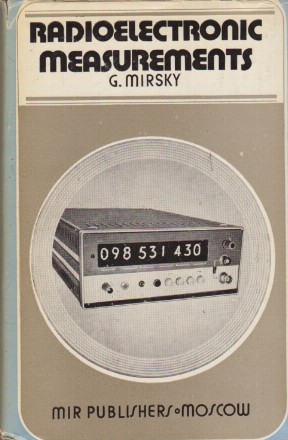 RADIOELECTRONIC
MEASUREMENTS
G. MIRSKY
098 531 430
MIR PUBLISHERS•MOSCOW